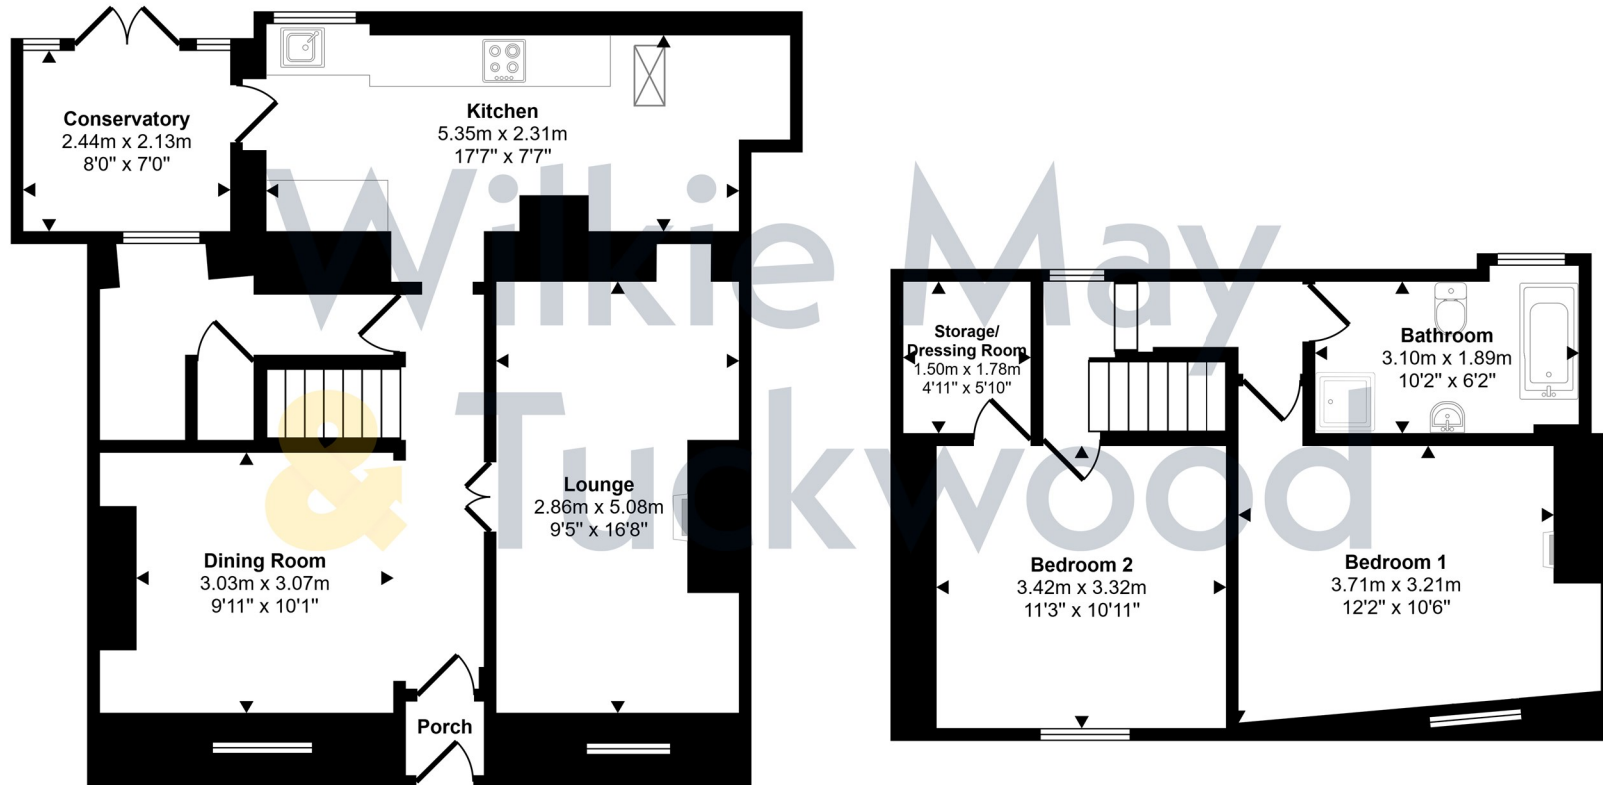 Conservatory
2.44m x 2.13m
8'0" x 7'0"
Kitchen
5.35m x 2.31m
17'7" x 7'7"
Wilkie May
& Tuckwood
Lounge
2.86m x 5.08m
9'5" x 16'8"
Dining Room
3.03m x 3.07m
9'11" x 10'1"
Porch
Storage/
Dressing Room
1.50m x 1.78m
4'11" x 5'10"
Bathroom
3.10m x 1.89m
10'2" x 6'2"
Bedroom 2
3.42m x 3.32m
11'3" x 10'11"
Bedroom 1
3.71m x 3.21m
12'2" x 10'6"